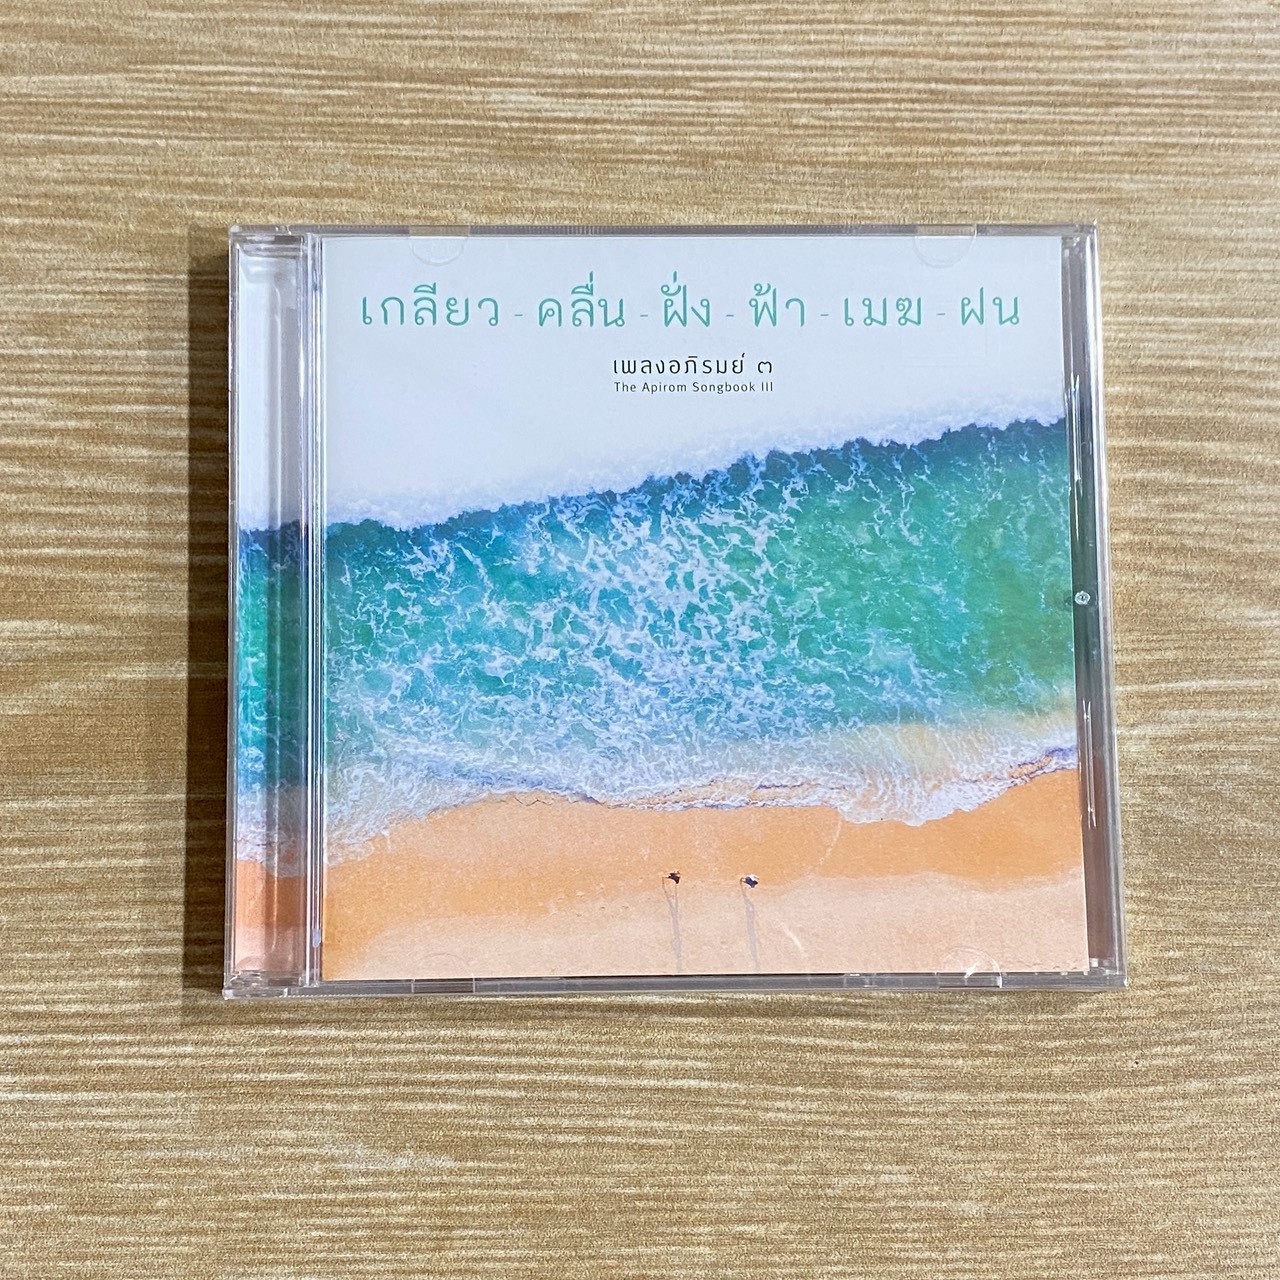 เกลียว - คลื่น - ฝั่ง - ฟ้า - เมฆ - ฝน
เพลงอภิรมย์ ๓
The Apirom Songbook III